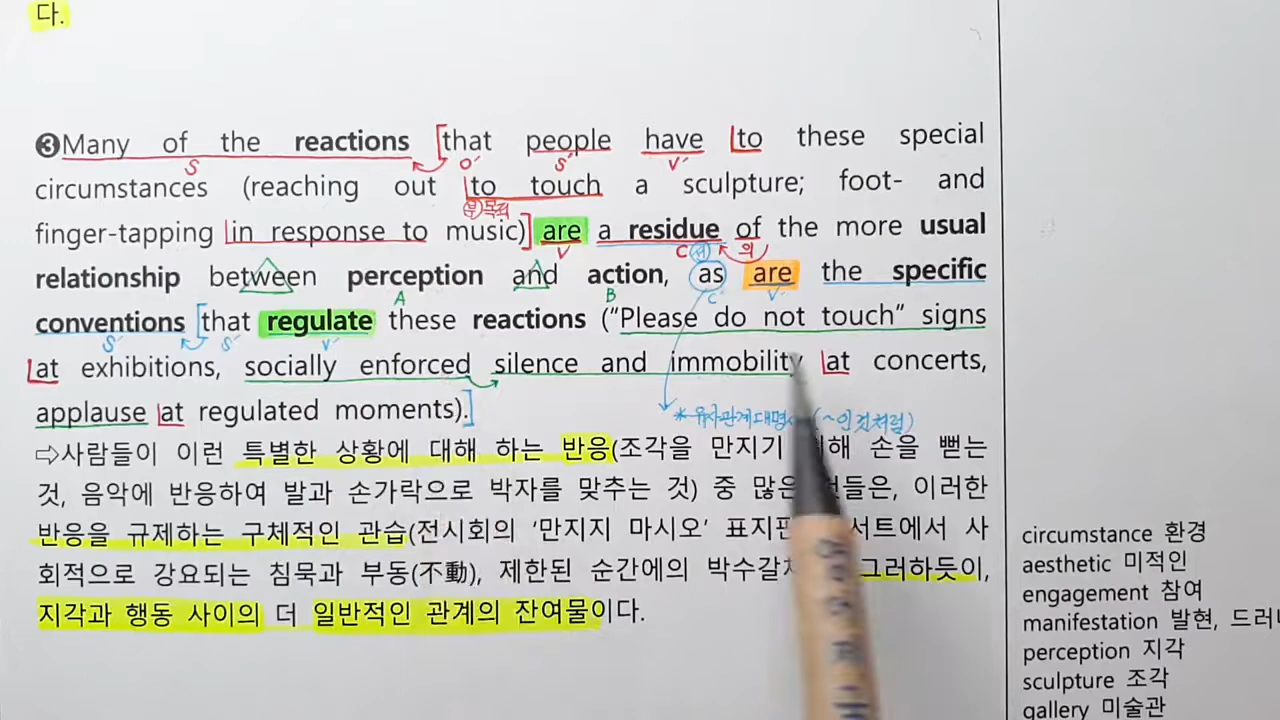 다.
❸Many of the reactions [that people have to these special
S O′ S′ V′
circumstances (reaching out to touch a sculpture; foot- and
finger-tapping in response to music)] are a residue of the more usual
V C 의
relationship between perception and action, as are the specific
A B C′ V′
conventions [that regulate these reactions ("Please do not touch" signs
S′ S′ V′
at exhibitions, socially enforced silence and immobility at concerts,
applause at regulated moments).]
*유사관계대명 (~인것처럼)
⇨사람들이 이런 특별한 상황에 대해 하는 반응(조각을 만지기 해 손을 뻗는
것, 음악에 반응하여 발과 손가락으로 박자를 맞추는 것) 중 많은 것들은, 이러한
반응을 규제하는 구체적인 관습(전시회의 '만지지 마시오' 표지판 서트에서 사
회적으로 강요되는 침묵과 부동(不動), 제한된 순간에의 박수갈채 그러하듯이,
지각과 행동 사이의 더 일반적인 관계의 잔여물이다.
circumstance 환경
aesthetic 미적인
engagement 참여
manifestation 발현, 드러
perception 지각
sculpture 조각
gallery 미술관